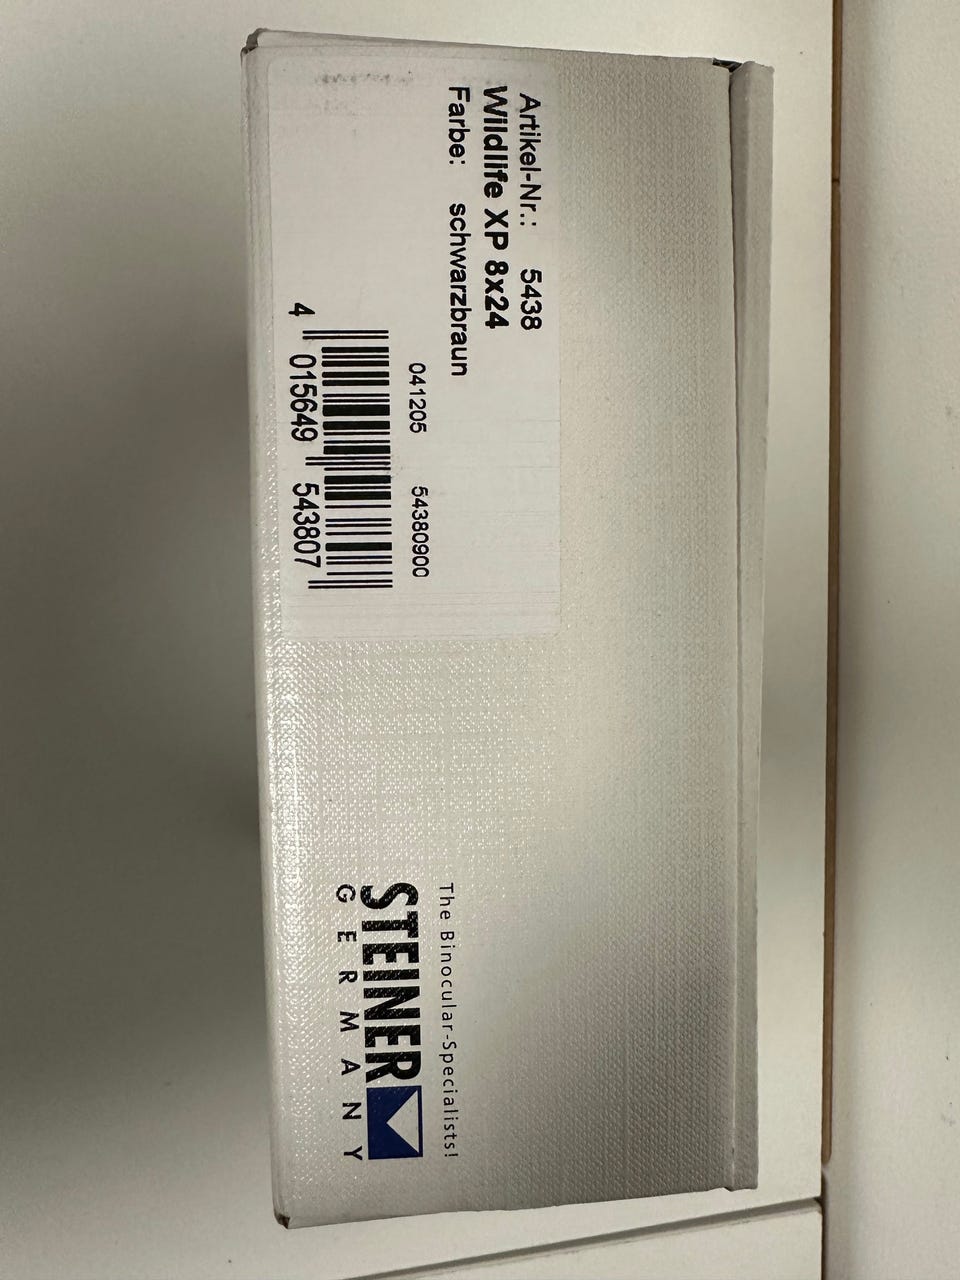 Artikel-Nr.: 5438
Wildlife XP 8x24
Farbe: schwarzbraun
041205 54380900
4 015649 543807
The Binocular-Specialists!
STEINER
GERMANY